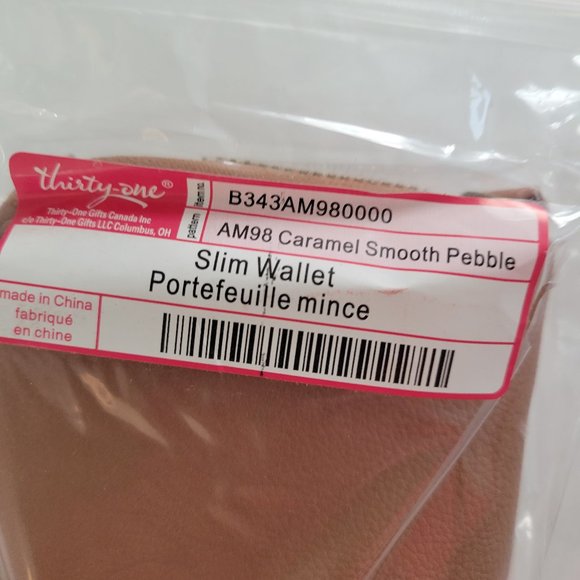 thirty-one®
Thirty-One Gifts Canada Inc
c/o Thirty-One Gifts LLC Columbus, OH
item no.
B343AM980000
pattern
AM98 Caramel Smooth Pebble
Slim Wallet
Portefeuille mince
made in China
fabriqué
en chine